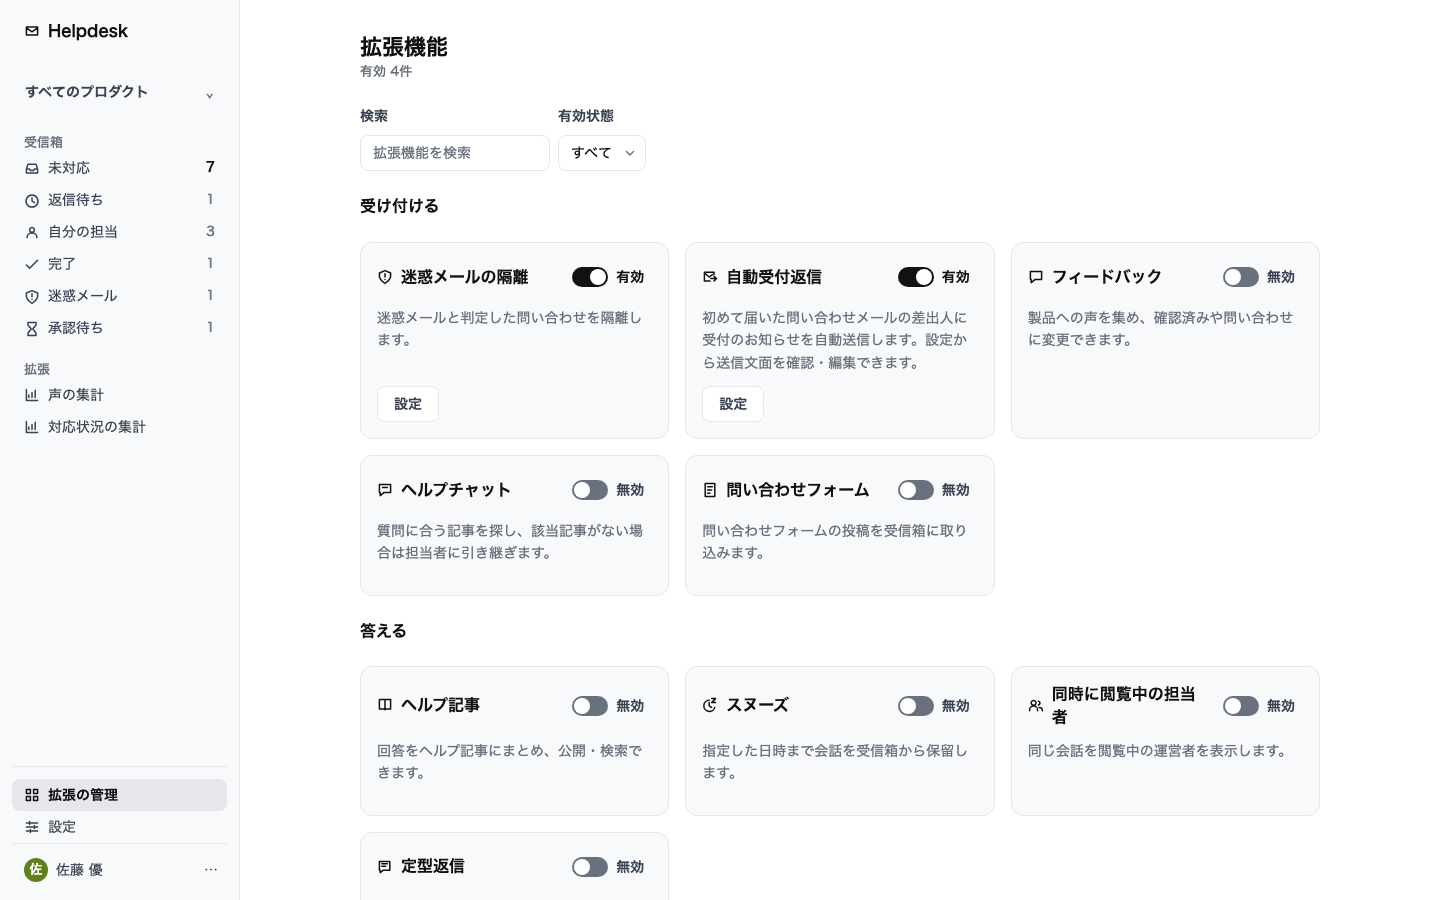 Helpdesk
すべてのプロダクト
受信箱
未対応 7
返信待ち 1
自分の担当 3
完了 1
迷惑メール 1
承認待ち 1
拡張
声の集計
対応状況の集計
拡張の管理
設定
佐 佐藤 優 …
拡張機能
有効 4件
検索
拡張機能を検索
有効状態
すべて
受け付ける
迷惑メールの隔離 有効
迷惑メールと判定した問い合わせを隔離し
ます。
設定
自動受付返信 有効
初めて届いた問い合わせメールの差出人に
受付のお知らせを自動送信します。設定か
ら送信文面を確認・編集できます。
設定
フィードバック 無効
製品への声を集め、確認済みや問い合わせ
に変更できます。
ヘルプチャット 無効
質問に合う記事を探し、該当記事がない場
合は担当者に引き継ぎます。
問い合わせフォーム 無効
問い合わせフォームの投稿を受信箱に取り
込みます。
答える
ヘルプ記事 無効
回答をヘルプ記事にまとめ、公開・検索で
きます。
スヌーズ 無効
指定した日時まで会話を受信箱から保留し
ます。
同時に閲覧中の担当
者 無効
同じ会話を閲覧中の運営者を表示します。
定型返信 無効